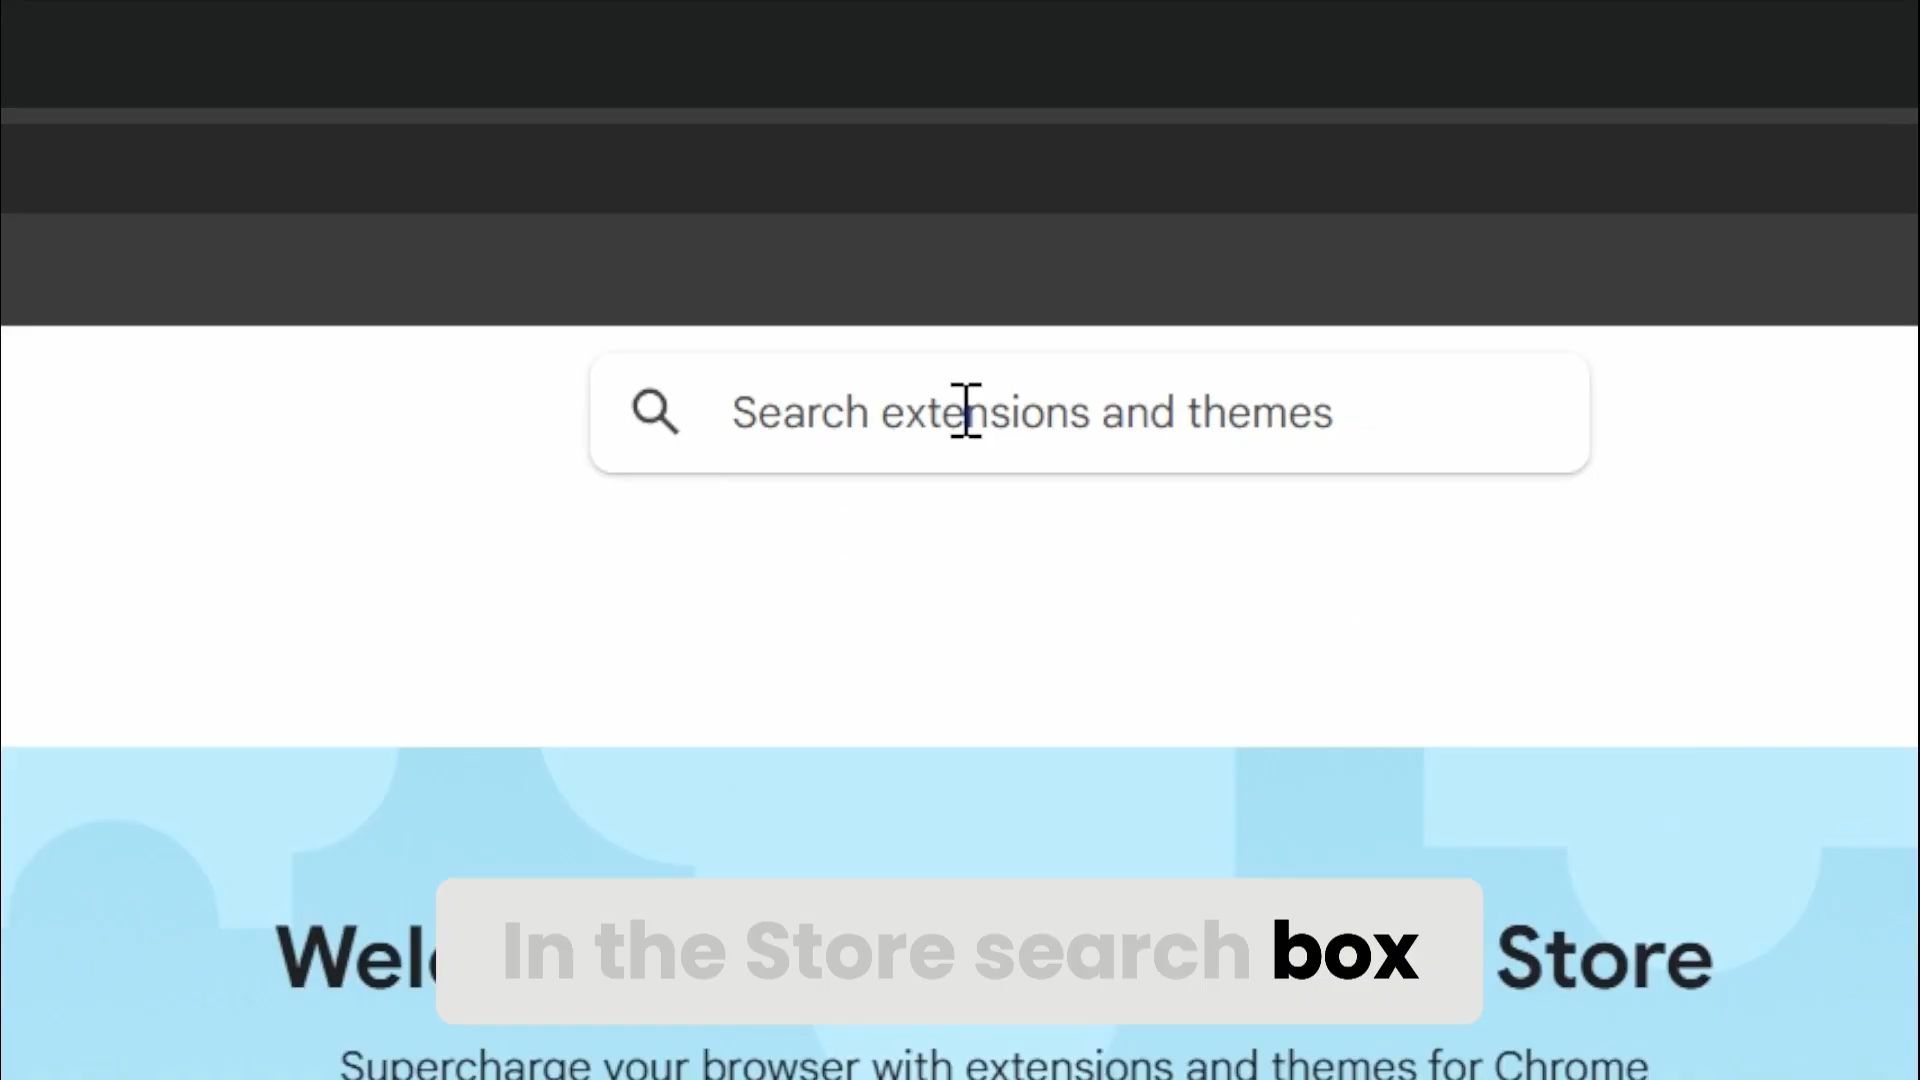 Search extensions and themes
Wel Store
In the Store search box
Supercharge your browser with extensions and themes for Chrome